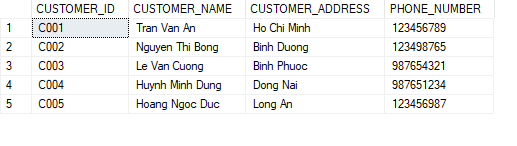 CUSTOMER_ID CUSTOMER_NAME CUSTOMER_ADDRESS PHONE_NUMBER
1 C001 Tran Van An Ho Chi Minh 123456789
2 C002 Nguyen Thi Bong Binh Duong 123498765
3 C003 Le Van Cuong Binh Phuoc 987654321
4 C004 Huynh Minh Dung Dong Nai 987651234
5 C005 Hoang Ngoc Duc Long An 123456987